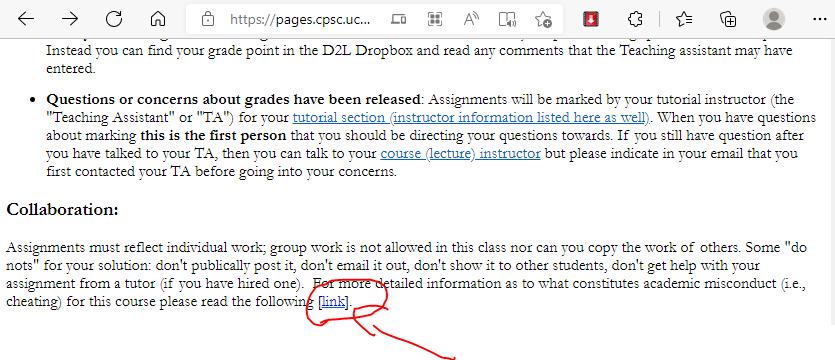 https://pages.cpsc.uc...
Instead you can find your grade point in the D2L Dropbox and read any comments that the Teaching assistant may have
entered.
• Questions or concerns about grades have been released: Assignments will be marked by your tutorial instructor (the
"Teaching Assistant" or "TA") for your tutorial section (instructor information listed here as well). When you have questions
about marking this is the first person that you should be directing your questions towards. If you still have question after
you have talked to your TA, then you can talk to your course (lecture) instructor but please indicate in your email that you
first contacted your TA before going into your concerns.
Collaboration:
Assignments must reflect individual work; group work is not allowed in this class nor can you copy the work of others. Some "do
nots" for your solution: don't publically post it, don't email it out, don't show it to other students, don't get help with your
assignment from a tutor (if you have hired one). For more detailed information as to what constitutes academic misconduct (i.e.,
cheating) for this course please read the following [link].